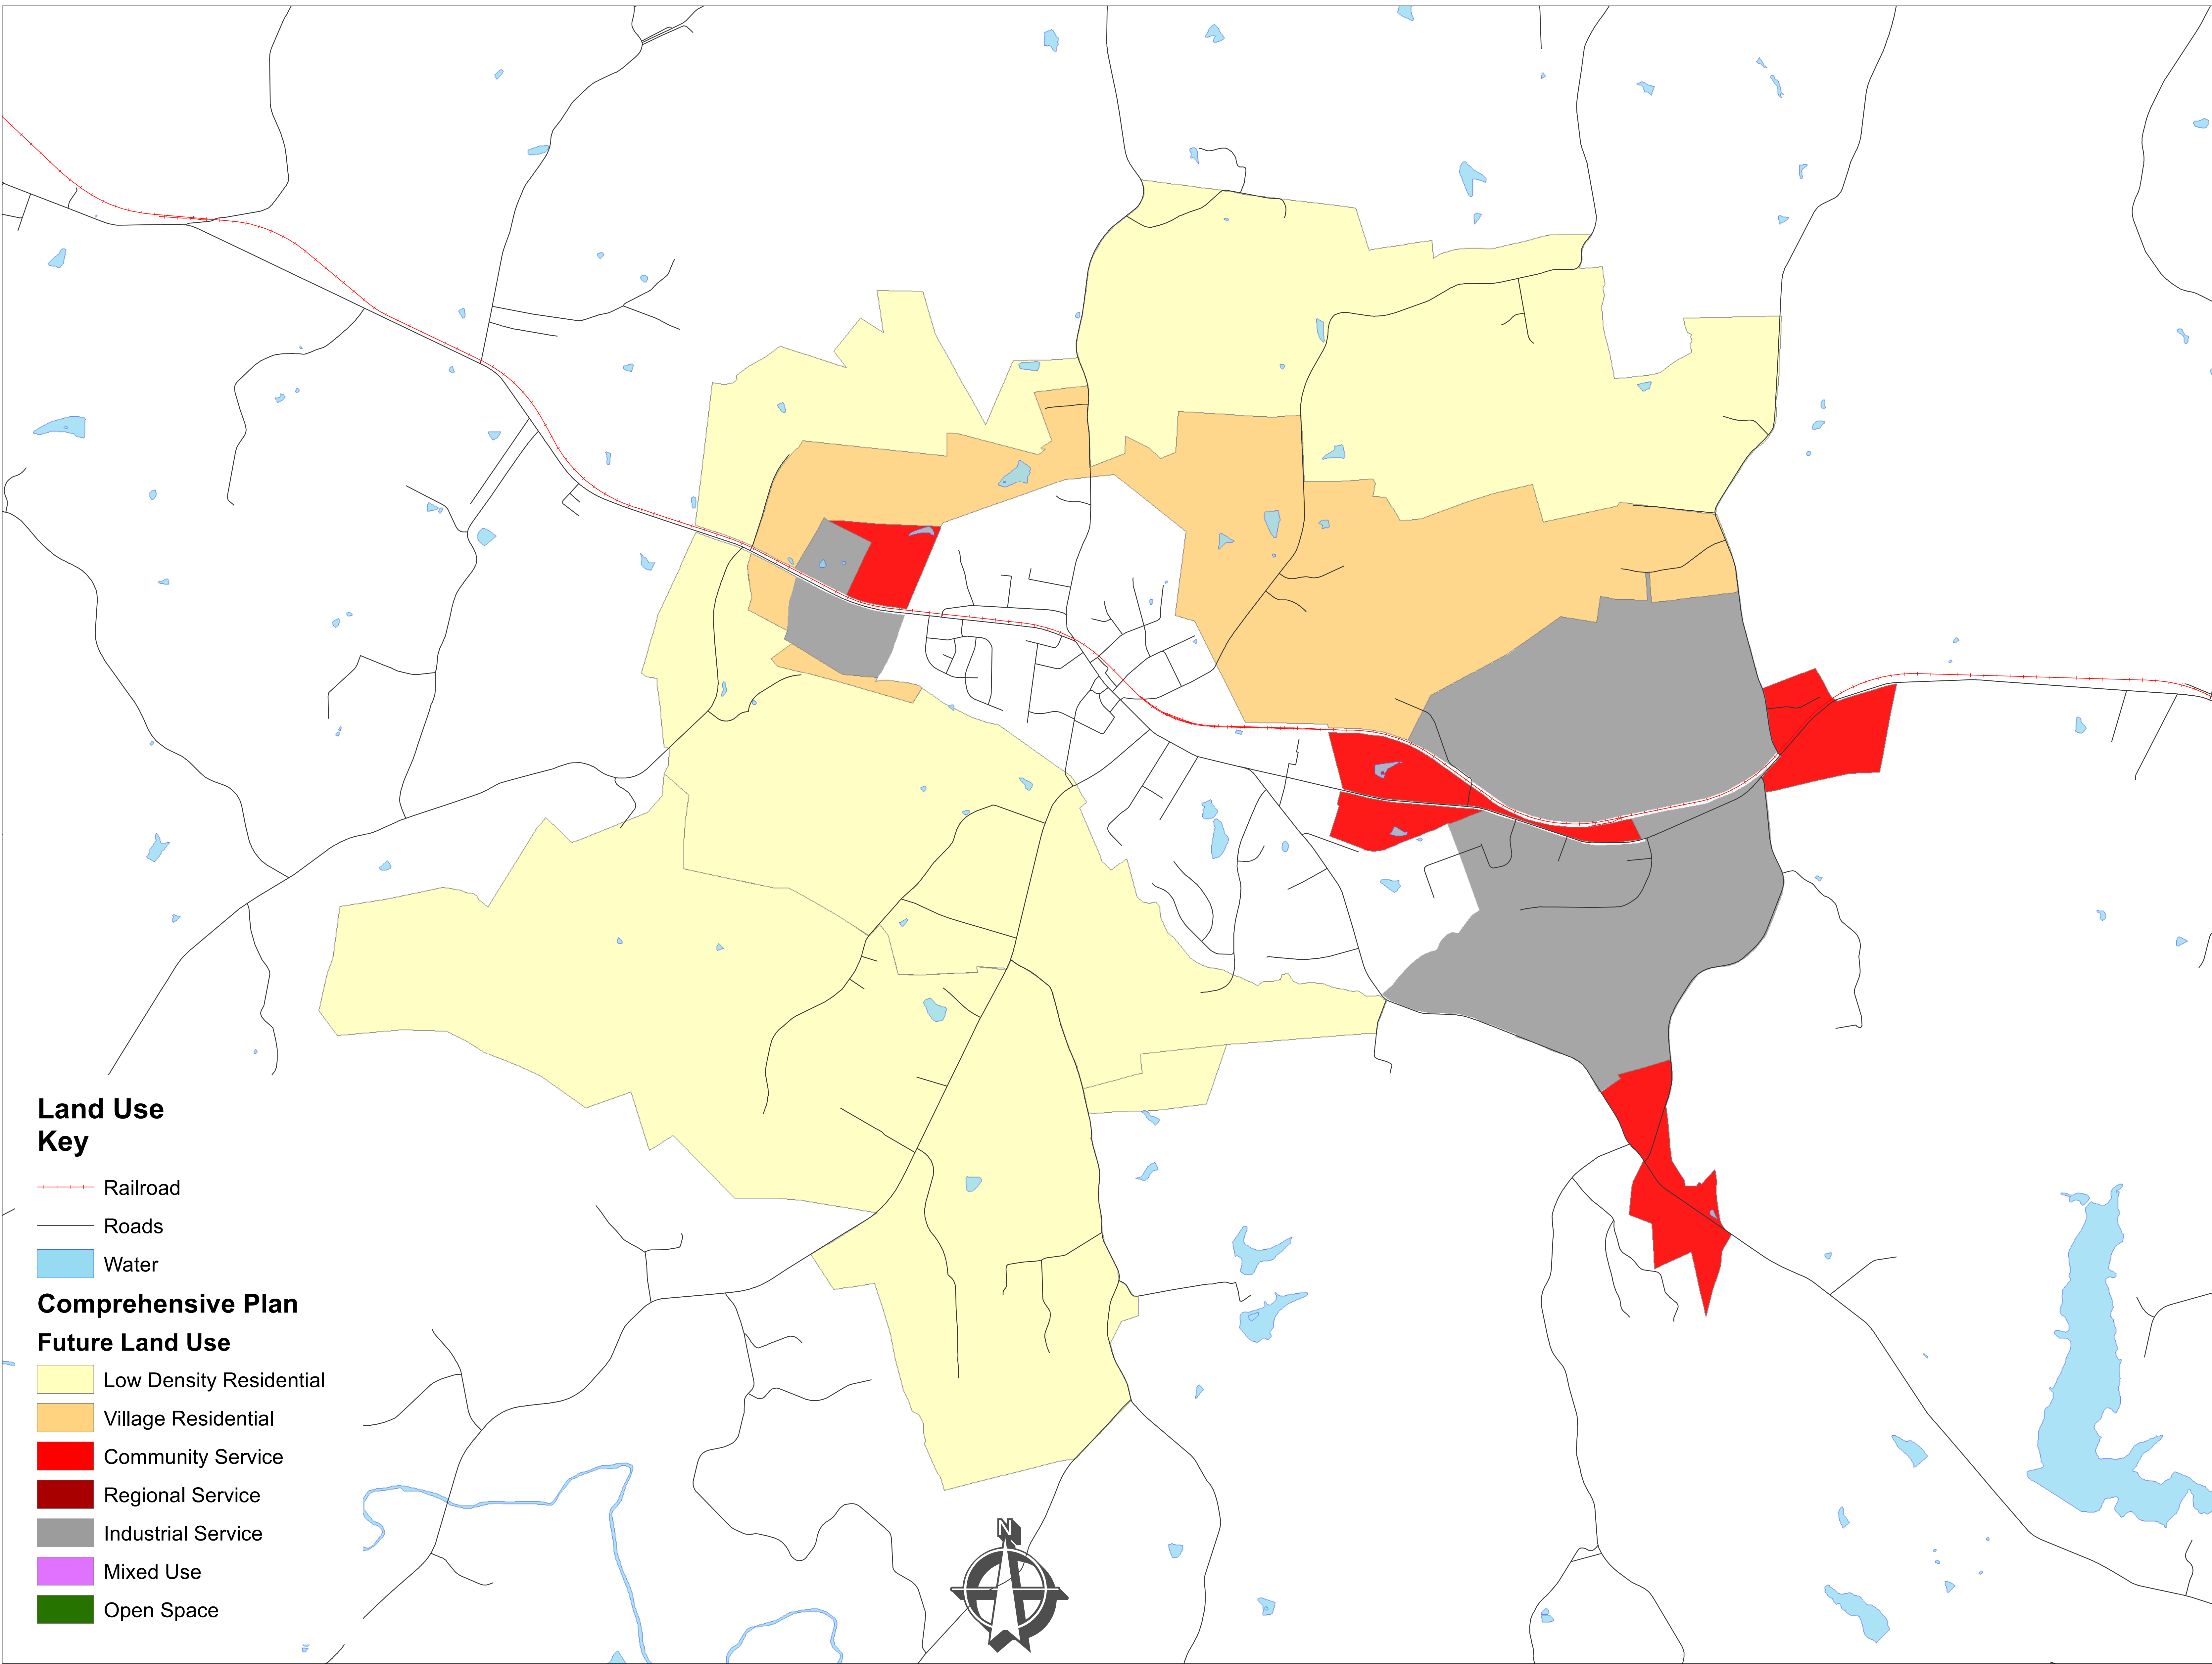 Land Use
Key
Railroad
Roads
Water
Comprehensive Plan
Future Land Use
Low Density Residential
Village Residential
Community Service
Regional Service
Industrial Service
Mixed Use
Open Space
N